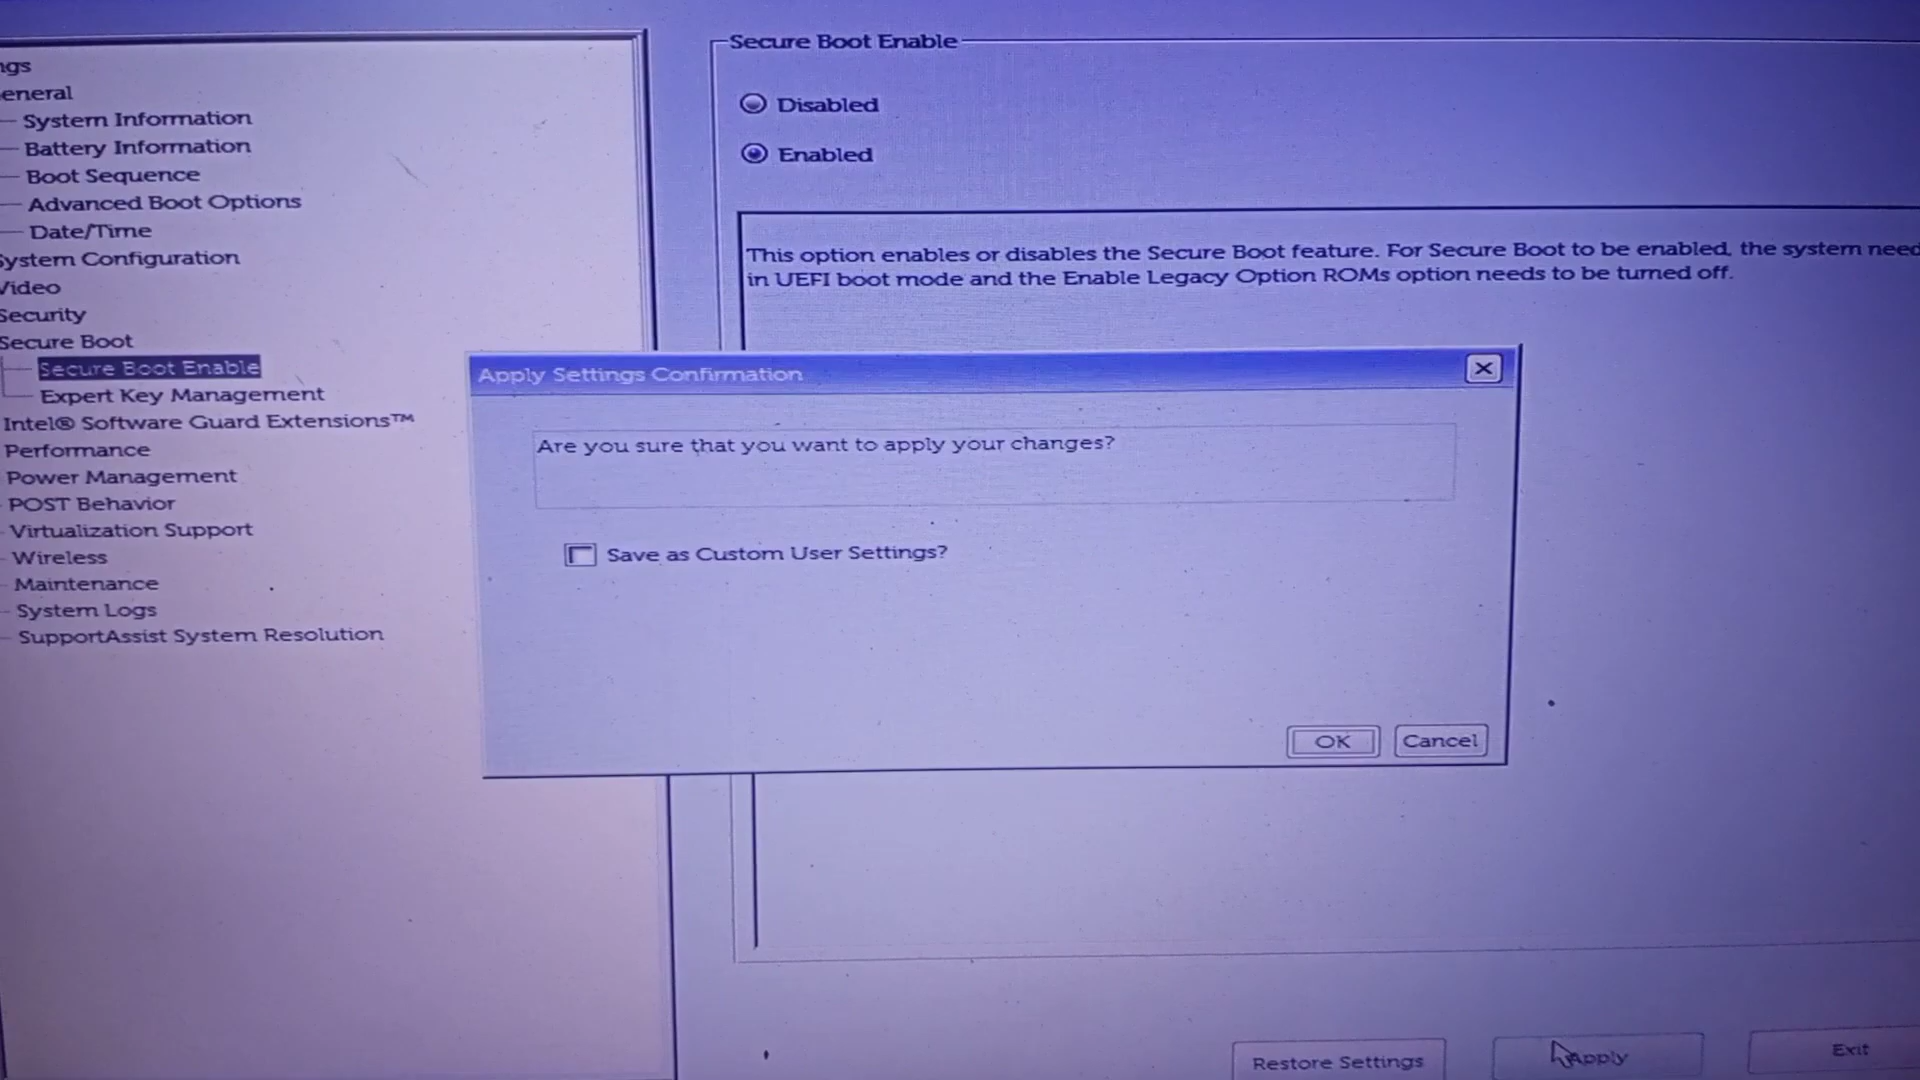 ngs
eneral
System Information
Battery Information
Boot Sequence
Advanced Boot Options
Date/Time
System Configuration
Video
Security
Secure Boot
Secure Boot Enable
Expert Key Management
Intel® Software Guard Extensions™
Performance
Power Management
POST Behavior
Virtualization Support
Wireless
Maintenance
System Logs
SupportAssist System Resolution
Secure Boot Enable
Disabled
Enabled
This option enables or disables the Secure Boot feature. For Secure Boot to be enabled, the system need
in UEFI boot mode and the Enable Legacy Option ROMs option needs to be turned off.
Apply Settings Confirmation
Are you sure that you want to apply your changes?
Save as Custom User Settings?
OK Cancel
Restore Settings Apply Exit